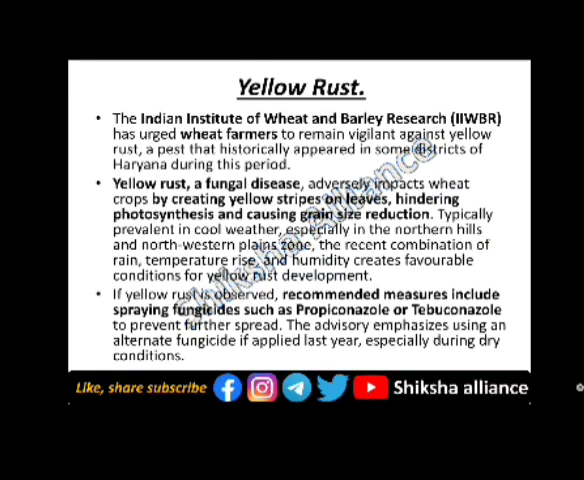 Yellow Rust.
• The Indian Institute of Wheat and Barley Research (IIWBR)
has urged wheat farmers to remain vigilant against yellow
rust, a pest that historically appeared in some districts of
Haryana during this period.
• Yellow rust, a fungal disease, adversely impacts wheat
crops by creating yellow stripes on leaves, hindering
photosynthesis and causing grain size reduction. Typically
prevalent in cool weather, especially in the northern hills
and north-western plains zone, the recent combination of
rain, temperature rise, and humidity creates favourable
conditions for yellow rust development.
• If yellow rust is observed, recommended measures include
spraying fungicides such as Propiconazole or Tebuconazole
to prevent further spread. The advisory emphasizes using an
alternate fungicide if applied last year, especially during dry
conditions.
Shiksha Alliance
Like, share subscribe Shiksha alliance